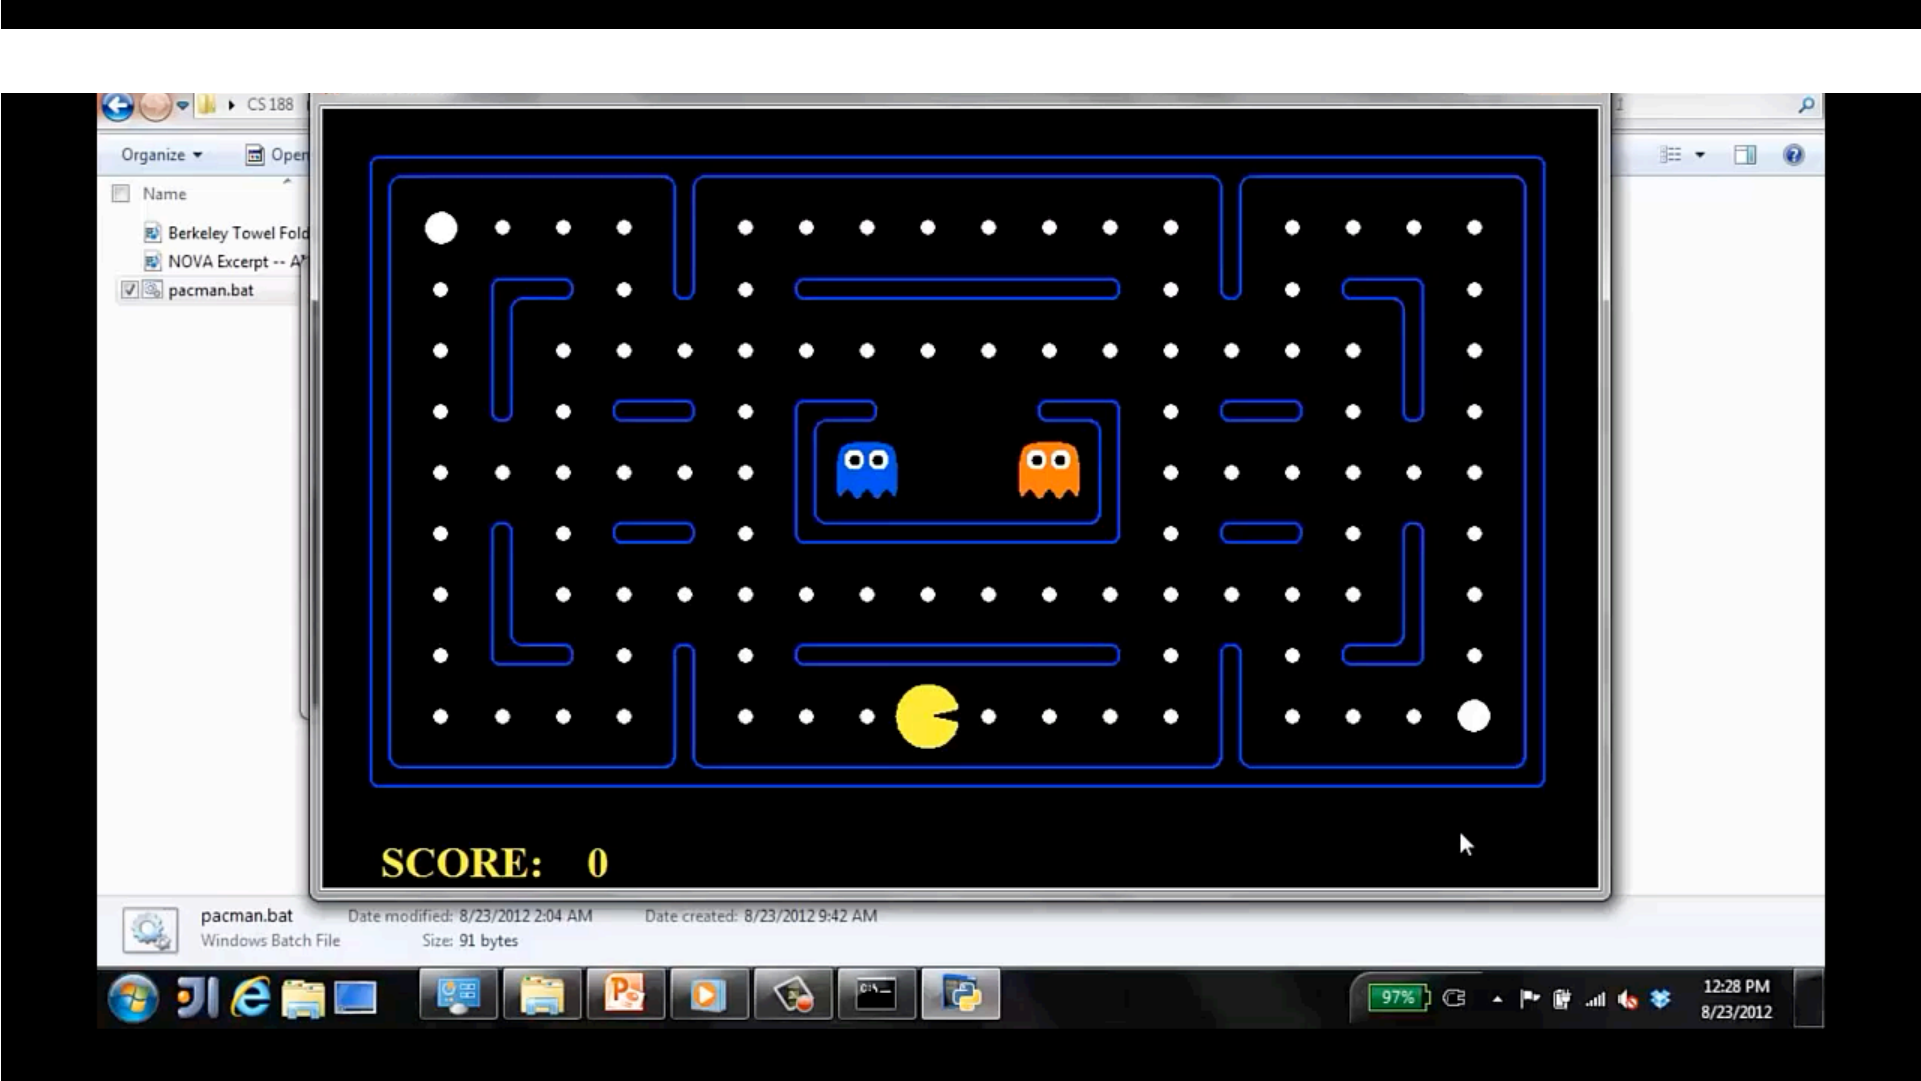 CS 188
Organize
Open
Name
Berkeley Towel Fold
NOVA Excerpt -- A
pacman.bat
SCORE: 0
pacman.bat Date modified: 8/23/2012 2:04 AM Date created: 8/23/2012 9:42 AM
Windows Batch File Size: 91 bytes
C:\_
97%
12:28 PM
8/23/2012